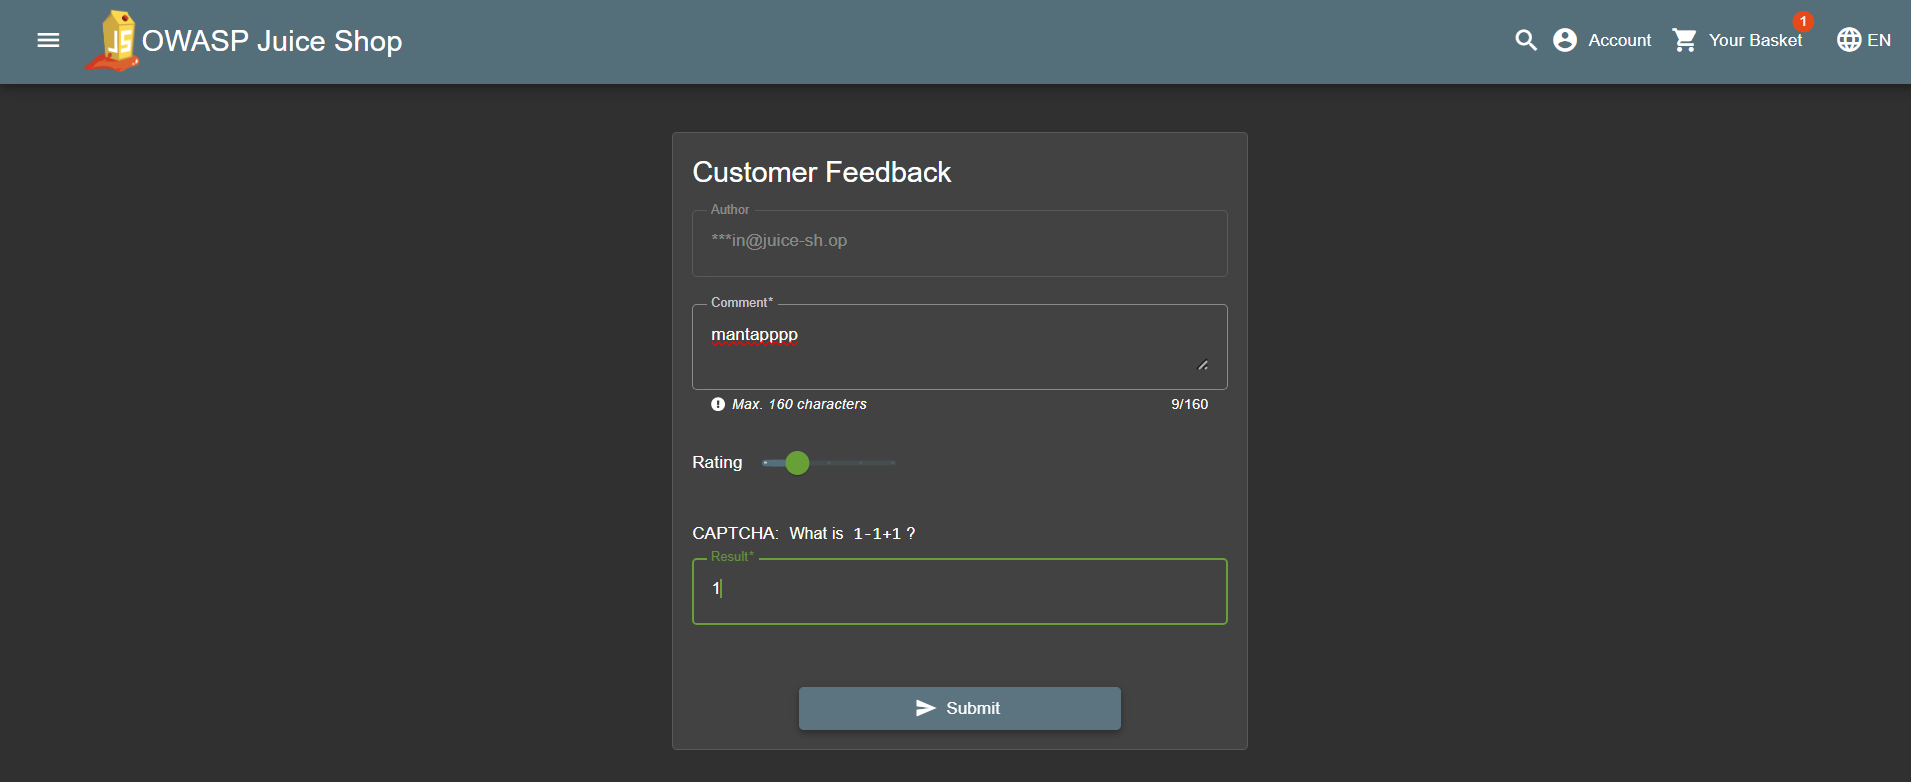 JS OWASP Juice Shop
Account
Your Basket
1
EN
Customer Feedback
Author
***in@juice-sh.op
Comment*
mantapppp
Max. 160 characters
9/160
Rating
CAPTCHA: What is 1-1+1 ?
Result*
1
Submit